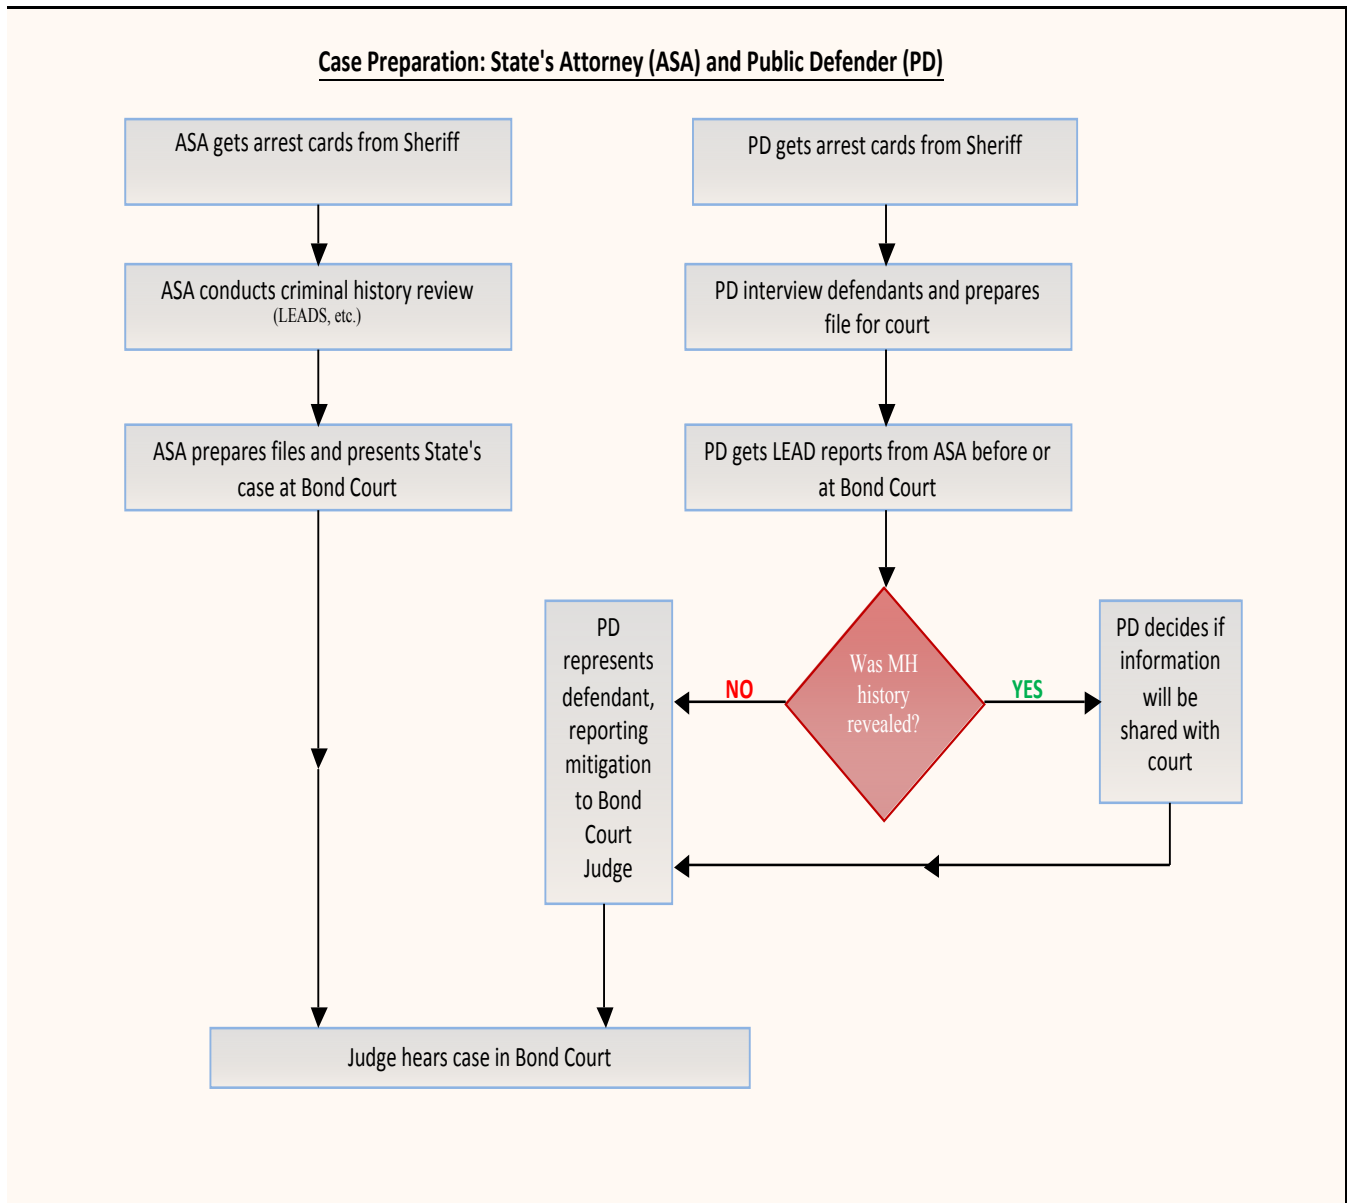 Case Preparation: State's Attorney (ASA) and Public Defender (PD)
ASA gets arrest cards from Sheriff
PD gets arrest cards from Sheriff
ASA conducts criminal history review
(LEADS, etc.)
PD interview defendants and prepares
file for court
ASA prepares files and presents State's
case at Bond Court
PD gets LEAD reports from ASA before or
at Bond Court
PD
represents
defendant,
reporting
mitigation
to Bond
Court
Judge
NO
Was MH
history
revealed?
YES
PD decides if
information
will be
shared with
court
Judge hears case in Bond Court